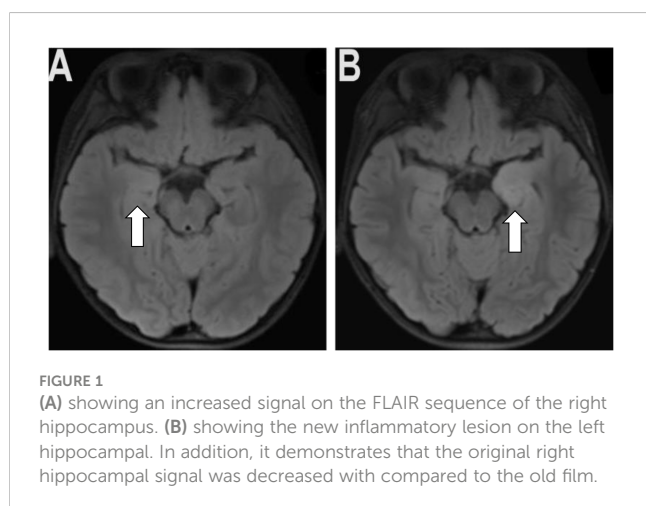 A B
FIGURE 1
(A) showing an increased signal on the FLAIR sequence of the right
hippocampus. (B) showing the new inflammatory lesion on the left
hippocampal. In addition, it demonstrates that the original right
hippocampal signal was decreased with compared to the old film.